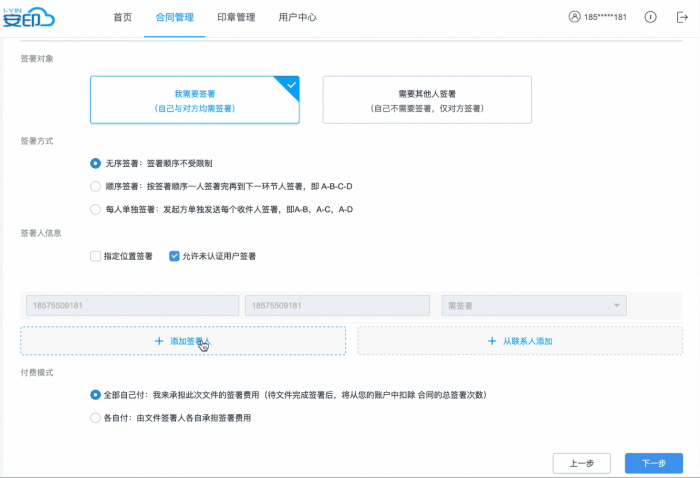 i-YIN
安印
首页
合同管理
印章管理
用户中心
185*****181
签署对象
我需要签署
(自己与对方均需签署)
需要其他人签署
(自己不需要签署，仅对方签署)
签署方式
无序签署：签署顺序不受限制
顺序签署：按签署顺序一人签署完再到下一环节人签署，即 A-B-C-D
每人单独签署：发起方单独发送每个收件人签署，即A-B，A-C，A-D
签署人信息
指定位置签署
允许未认证用户签署
18575509181
18575509181
需签署
+ 添加签署人
+ 从联系人添加
付费模式
全部自己付：我来承担此次文件的签署费用（待文件完成签署后，将从您的账户中扣除 合同的总签署次数）
各自付：由文件签署人各自承担签署费用
上一步
下一步